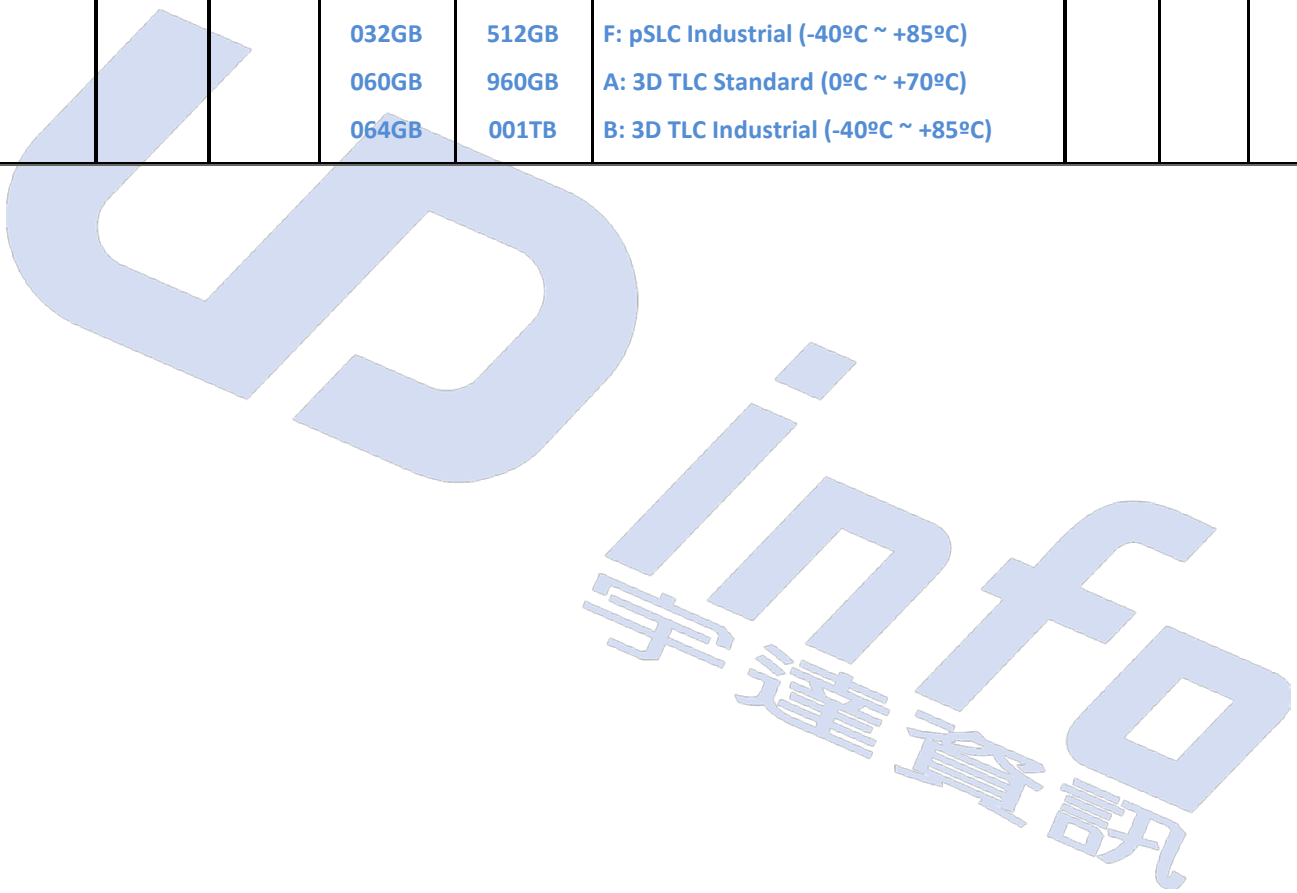 032GB 512GB F: pSLC Industrial (-40ºC ~ +85ºC)
060GB 960GB A: 3D TLC Standard (0ºC ~ +70ºC)
064GB 001TB B: 3D TLC Industrial (-40ºC ~ +85ºC)
UD info
宇達資訊